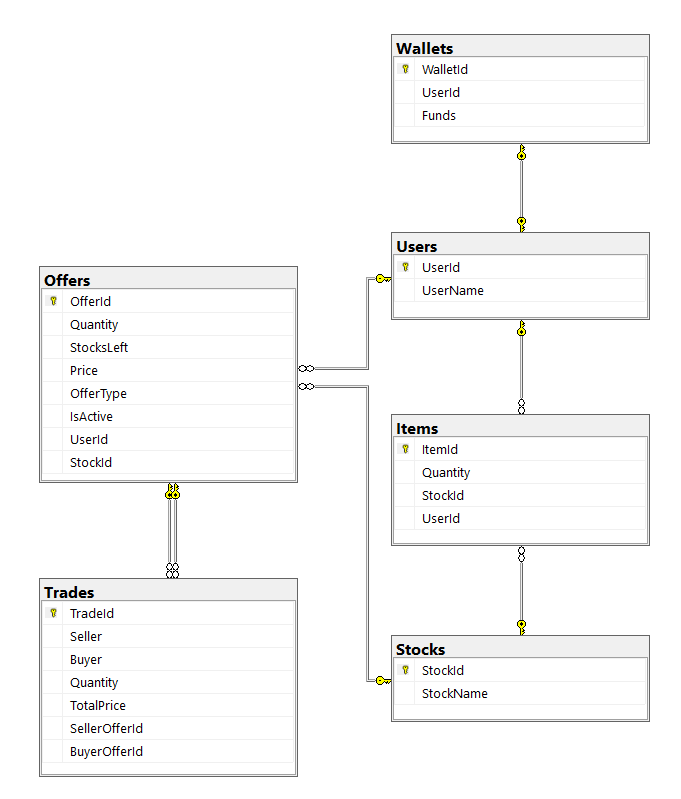 Wallets
WalletId
UserId
Funds
Users
UserId
UserName
Offers
OfferId
Quantity
StocksLeft
Price
OfferType
IsActive
UserId
StockId
Items
ItemId
Quantity
StockId
UserId
Trades
TradeId
Seller
Buyer
Quantity
TotalPrice
SellerOfferId
BuyerOfferId
Stocks
StockId
StockName